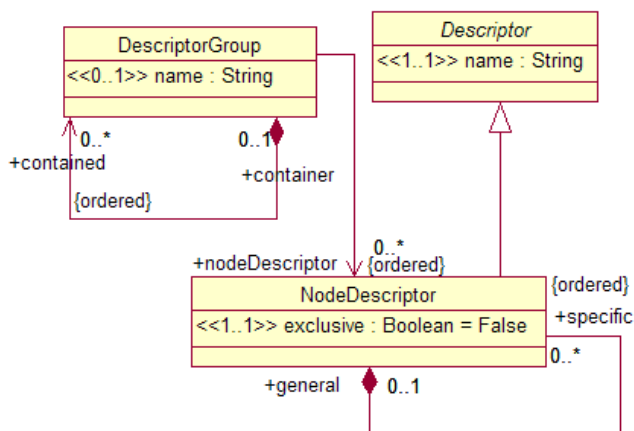 DescriptorGroup
<<0..1>> name : String
Descriptor
<<1..1>> name : String
0..*
0..1
+contained
+container
{ordered}
0..*
+nodeDescriptor
{ordered}
NodeDescriptor
<<1..1>> exclusive : Boolean = False
{ordered}
+specific
0..*
+general
0..1